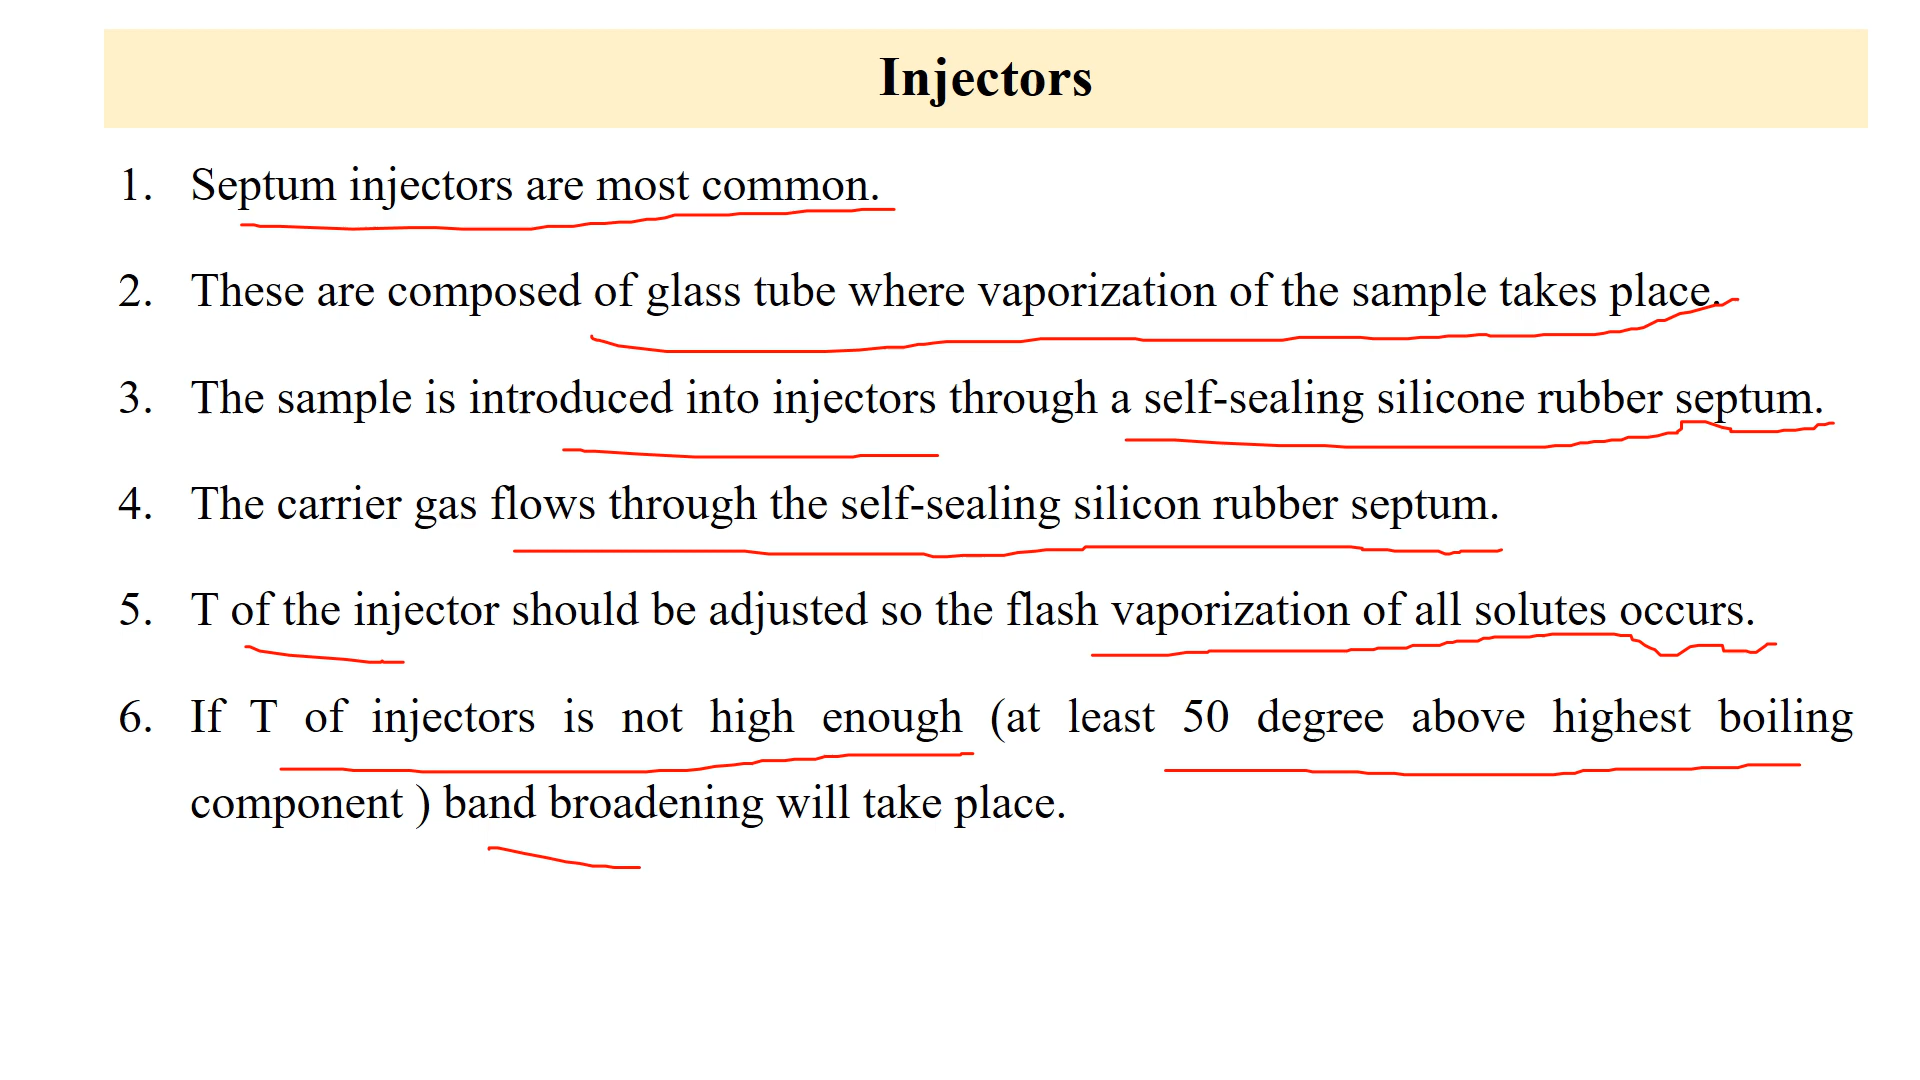 Injectors
1. Septum injectors are most common.
2. These are composed of glass tube where vaporization of the sample takes place.
3. The sample is introduced into injectors through a self-sealing silicone rubber septum.
4. The carrier gas flows through the self-sealing silicon rubber septum.
5. T of the injector should be adjusted so the flash vaporization of all solutes occurs.
6. If T of injectors is not high enough (at least 50 degree above highest boiling
component ) band broadening will take place.